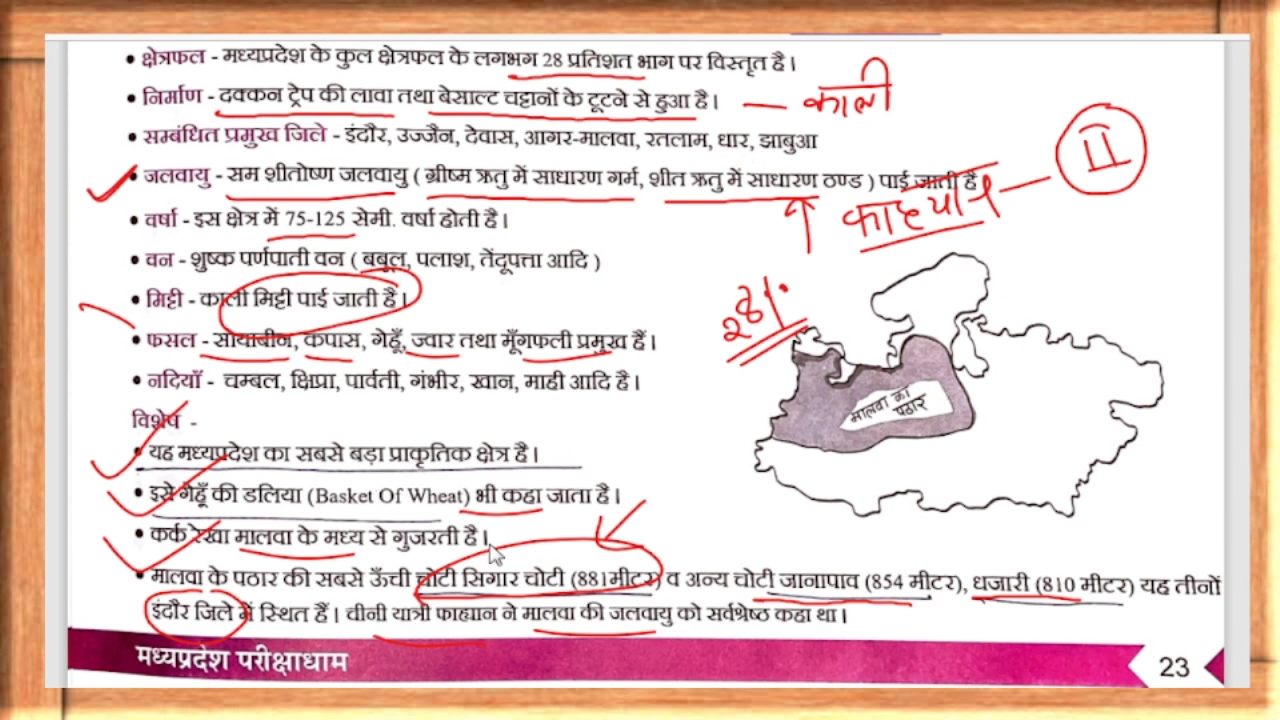 • क्षेत्रफल - मध्यप्रदेश के कुल क्षेत्रफल के लगभग 28 प्रतिशत भाग पर विस्तृत है।
• निर्माण - दक्कन ट्रेप की लावा तथा बेसाल्ट चट्टानों के टूटने से हुआ है। — काली
• सम्बंधित प्रमुख जिले - इंदौर, उज्जैन, देवास, आगर-मालवा, रतलाम, धार, झाबुआ
II
• जलवायु - सम शीतोष्ण जलवायु ( ग्रीष्म ऋतु में साधारण गर्म, शीत ऋतु में साधारण ठण्ड ) पाई जाती है
• वर्षा - इस क्षेत्र में 75-125 सेमी. वर्षा होती है।
• वन - शुष्क पर्णपाती वन ( बबूल, पलाश, तेंदूपत्ता आदि )
• मिट्टी - काली मिट्टी पाई जाती है।
28%
• फसल - सोयाबीन, कपास, गेहूँ, ज्वार तथा मूँगफली प्रमुख हैं।
• नदियाँ - चम्बल, क्षिप्रा, पार्वती, गंभीर, खान, माही आदि है।
मालवा का
पठार
विशेष -
• यह मध्यप्रदेश का सबसे बड़ा प्राकृतिक क्षेत्र है।
• इसे गेहूँ की डलिया (Basket Of Wheat) भी कहा जाता है।
• कर्क रेखा मालवा के मध्य से गुजरती है।
• मालवा के पठार की सबसे ऊँची चोटी सिगार चोटी (881मीटर) व अन्य चोटी जानापाव (854 मीटर), धजारी (810 मीटर) यह तीनों
इंदौर जिले में स्थित हैं। चीनी यात्री फाह्यान ने मालवा की जलवायु को सर्वश्रेष्ठ कहा था।
मध्यप्रदेश परीक्षाधाम
23